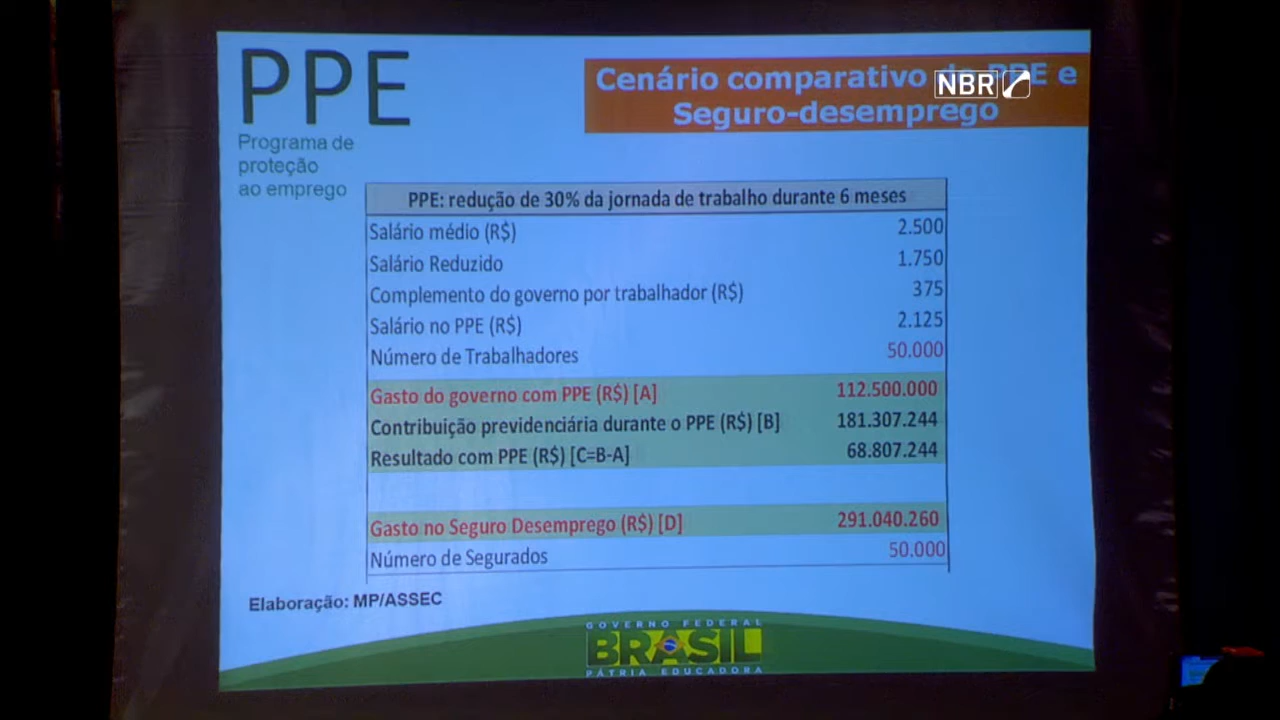 PPE
Programa de
proteção
ao emprego
Cenário comparativo PPE e
Seguro-desemprego
NBR
PPE: redução de 30% da jornada de trabalho durante 6 meses
Salário médio (R$) 2.500
Salário Reduzido 1.750
Complemento do governo por trabalhador (R$) 375
Salário no PPE (R$) 2.125
Número de Trabalhadores 50.000
Gasto do governo com PPE (R$) [A] 112.500.000
Contribuição previdenciária durante o PPE (R$) [B] 181.307.244
Resultado com PPE (R$) [C=B-A] 68.807.244
Gasto no Seguro Desemprego (R$) [D] 291.040.260
Número de Segurados 50.000
Elaboração: MP/ASSEC
GOVERNO FEDERAL
BRASIL
PÁTRIA EDUCADORA